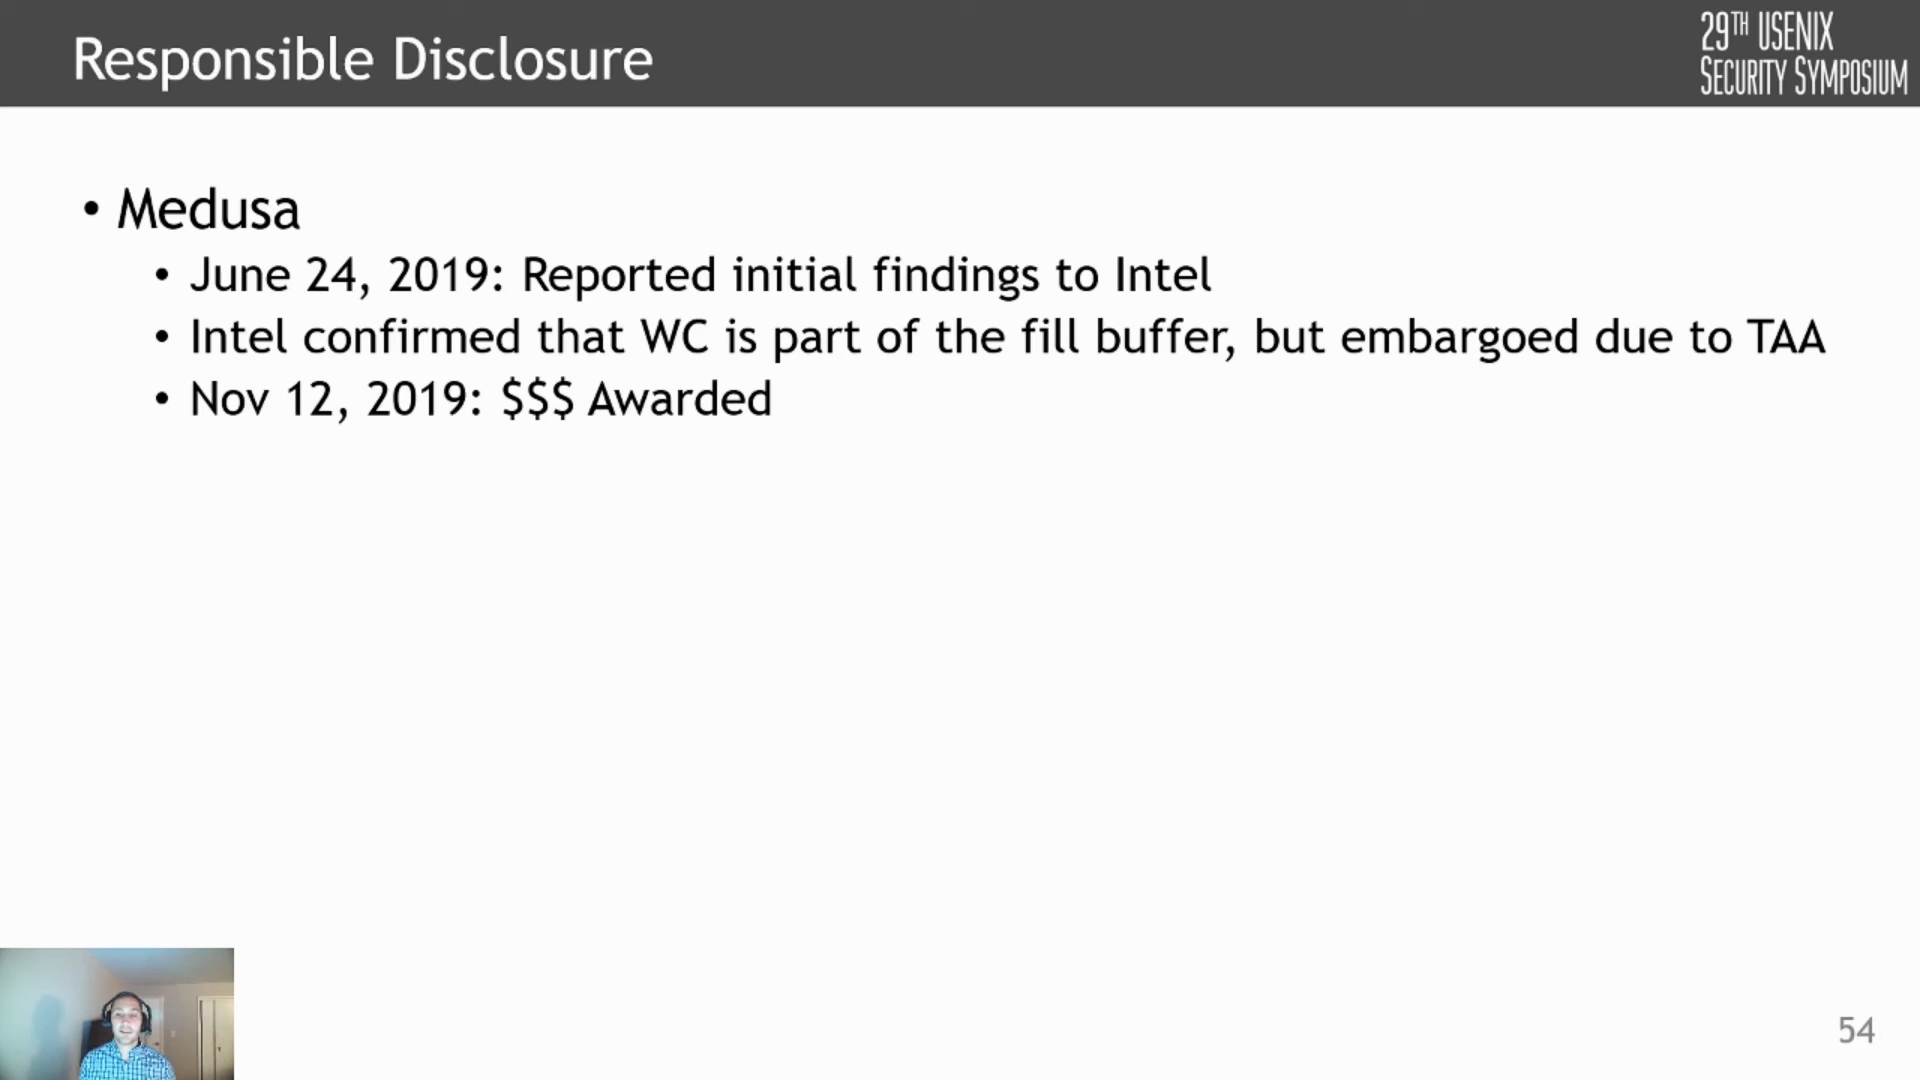 Responsible Disclosure
29TH USENIX
SECURITY SYMPOSIUM
• Medusa
• June 24, 2019: Reported initial findings to Intel
• Intel confirmed that WC is part of the fill buffer, but embargoed due to TAA
• Nov 12, 2019: $$$ Awarded
54